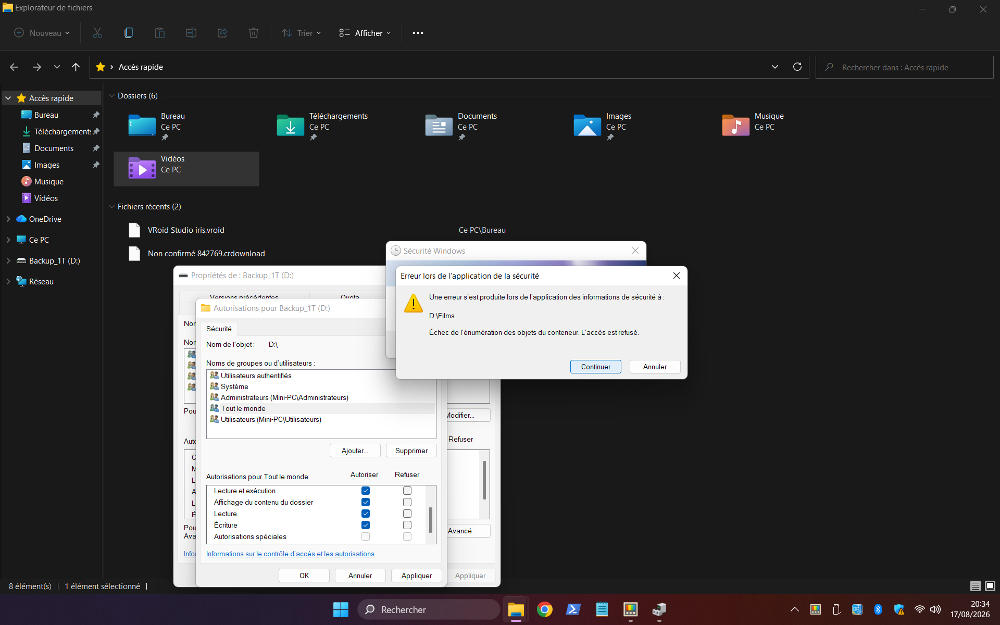 Explorateur de fichiers
Nouveau
Trier
Afficher
Accès rapide
Rechercher dans : Accès rapide
Accès rapide
Bureau
Téléchargements
Documents
Images
Musique
Vidéos
OneDrive
Ce PC
Backup_1T (D:)
Réseau
Dossiers (6)
Bureau
Ce PC
Téléchargements
Ce PC
Documents
Ce PC
Images
Ce PC
Musique
Ce PC
Vidéos
Ce PC
Fichiers récents (2)
VRoid Studio iris.vroid
Ce PC\Bureau
Non confirmé 842769.crdownload
Sécurité Windows
Erreur lors de l'application de la sécurité
Une erreur s'est produite lors de l'application des informations de sécurité à :
D:\Films
Échec de l'énumération des objets du conteneur. L'accès est refusé.
Continuer
Annuler
Propriétés de : Backup_1T (D:)
Versions précédentes
Quota
Modifier...
Refuser
Avancé
Appliquer
Autorisations pour Backup_1T (D:)
Sécurité
Nom de l'objet : D:\
Noms de groupes ou d'utilisateurs :
Utilisateurs authentifiés
Système
Administrateurs (Mini-PC\Administrateurs)
Tout le monde
Utilisateurs (Mini-PC\Utilisateurs)
Ajouter...
Supprimer
Autorisations pour Tout le monde
Autoriser
Refuser
Lecture et exécution
Affichage du contenu du dossier
Lecture
Écriture
Autorisations spéciales
Informations sur le contrôle d'accès et les autorisations
OK
Annuler
Appliquer
8 élément(s)
1 élément sélectionné
Rechercher
20:34
17/08/2026